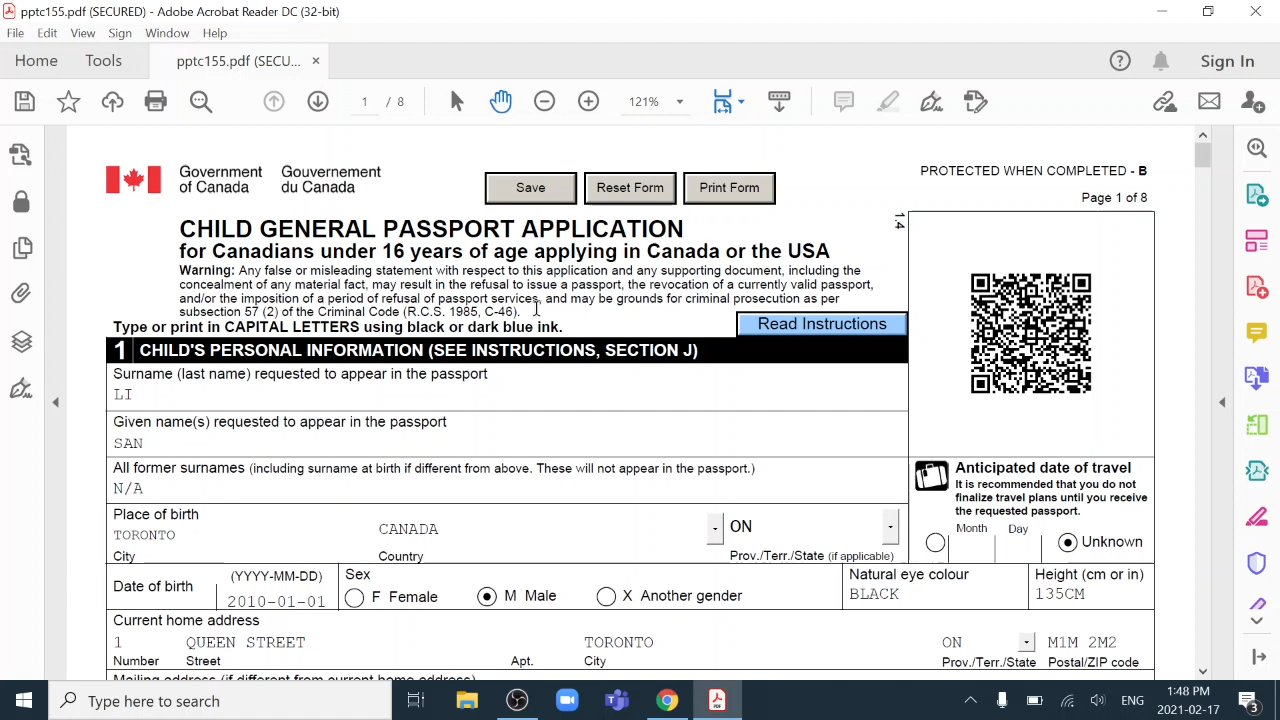 pptc155.pdf (SECURED) - Adobe Acrobat Reader DC (32-bit)
File Edit View Sign Window Help
Home Tools pptc155.pdf (SECU... × Sign In
1 / 8 121%
Government of Canada
Gouvernement du Canada
Save Reset Form Print Form
PROTECTED WHEN COMPLETED - B
Page 1 of 8
1.4
CHILD GENERAL PASSPORT APPLICATION
for Canadians under 16 years of age applying in Canada or the USA
Warning: Any false or misleading statement with respect to this application and any supporting document, including the
concealment of any material fact, may result in the refusal to issue a passport, the revocation of a currently valid passport,
and/or the imposition of a period of refusal of passport services, and may be grounds for criminal prosecution as per
subsection 57 (2) of the Criminal Code (R.C.S. 1985, C-46).
Type or print in CAPITAL LETTERS using black or dark blue ink.
Read Instructions
1 CHILD'S PERSONAL INFORMATION (SEE INSTRUCTIONS, SECTION J)
Surname (last name) requested to appear in the passport
LI
Given name(s) requested to appear in the passport
SAN
All former surnames (including surname at birth if different from above. These will not appear in the passport.)
N/A
Anticipated date of travel
It is recommended that you do not
finalize travel plans until you receive
the requested passport.
Month Day
Unknown
Place of birth
TORONTO CANADA ON
City Country Prov./Terr./State (if applicable)
Date of birth (YYYY-MM-DD)
2010-01-01
Sex
F Female M Male X Another gender
Natural eye colour
BLACK
Height (cm or in)
135CM
Current home address
1 QUEEN STREET TORONTO ON M1M 2M2
Number Street Apt. City Prov./Terr./State Postal/ZIP code
Mailing address (if different from current home address)
Type here to search
ENG
1:48 PM
2021-02-17
3